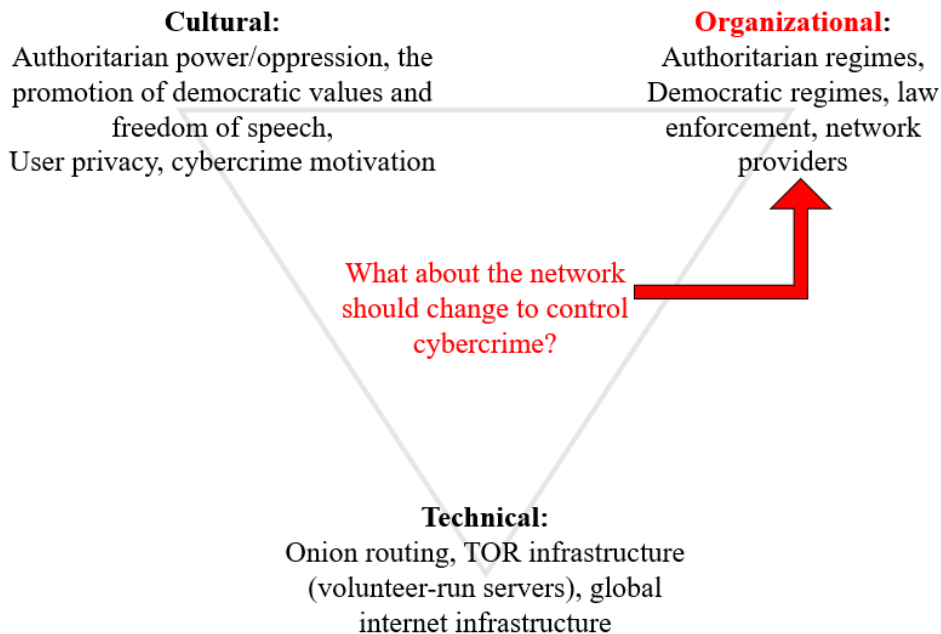 Cultural:
Authoritarian power/oppression, the
promotion of democratic values and
freedom of speech,
User privacy, cybercrime motivation
Organizational:
Authoritarian regimes,
Democratic regimes, law
enforcement, network
providers
What about the network
should change to control
cybercrime?
Technical:
Onion routing, TOR infrastructure
(volunteer-run servers), global
internet infrastructure